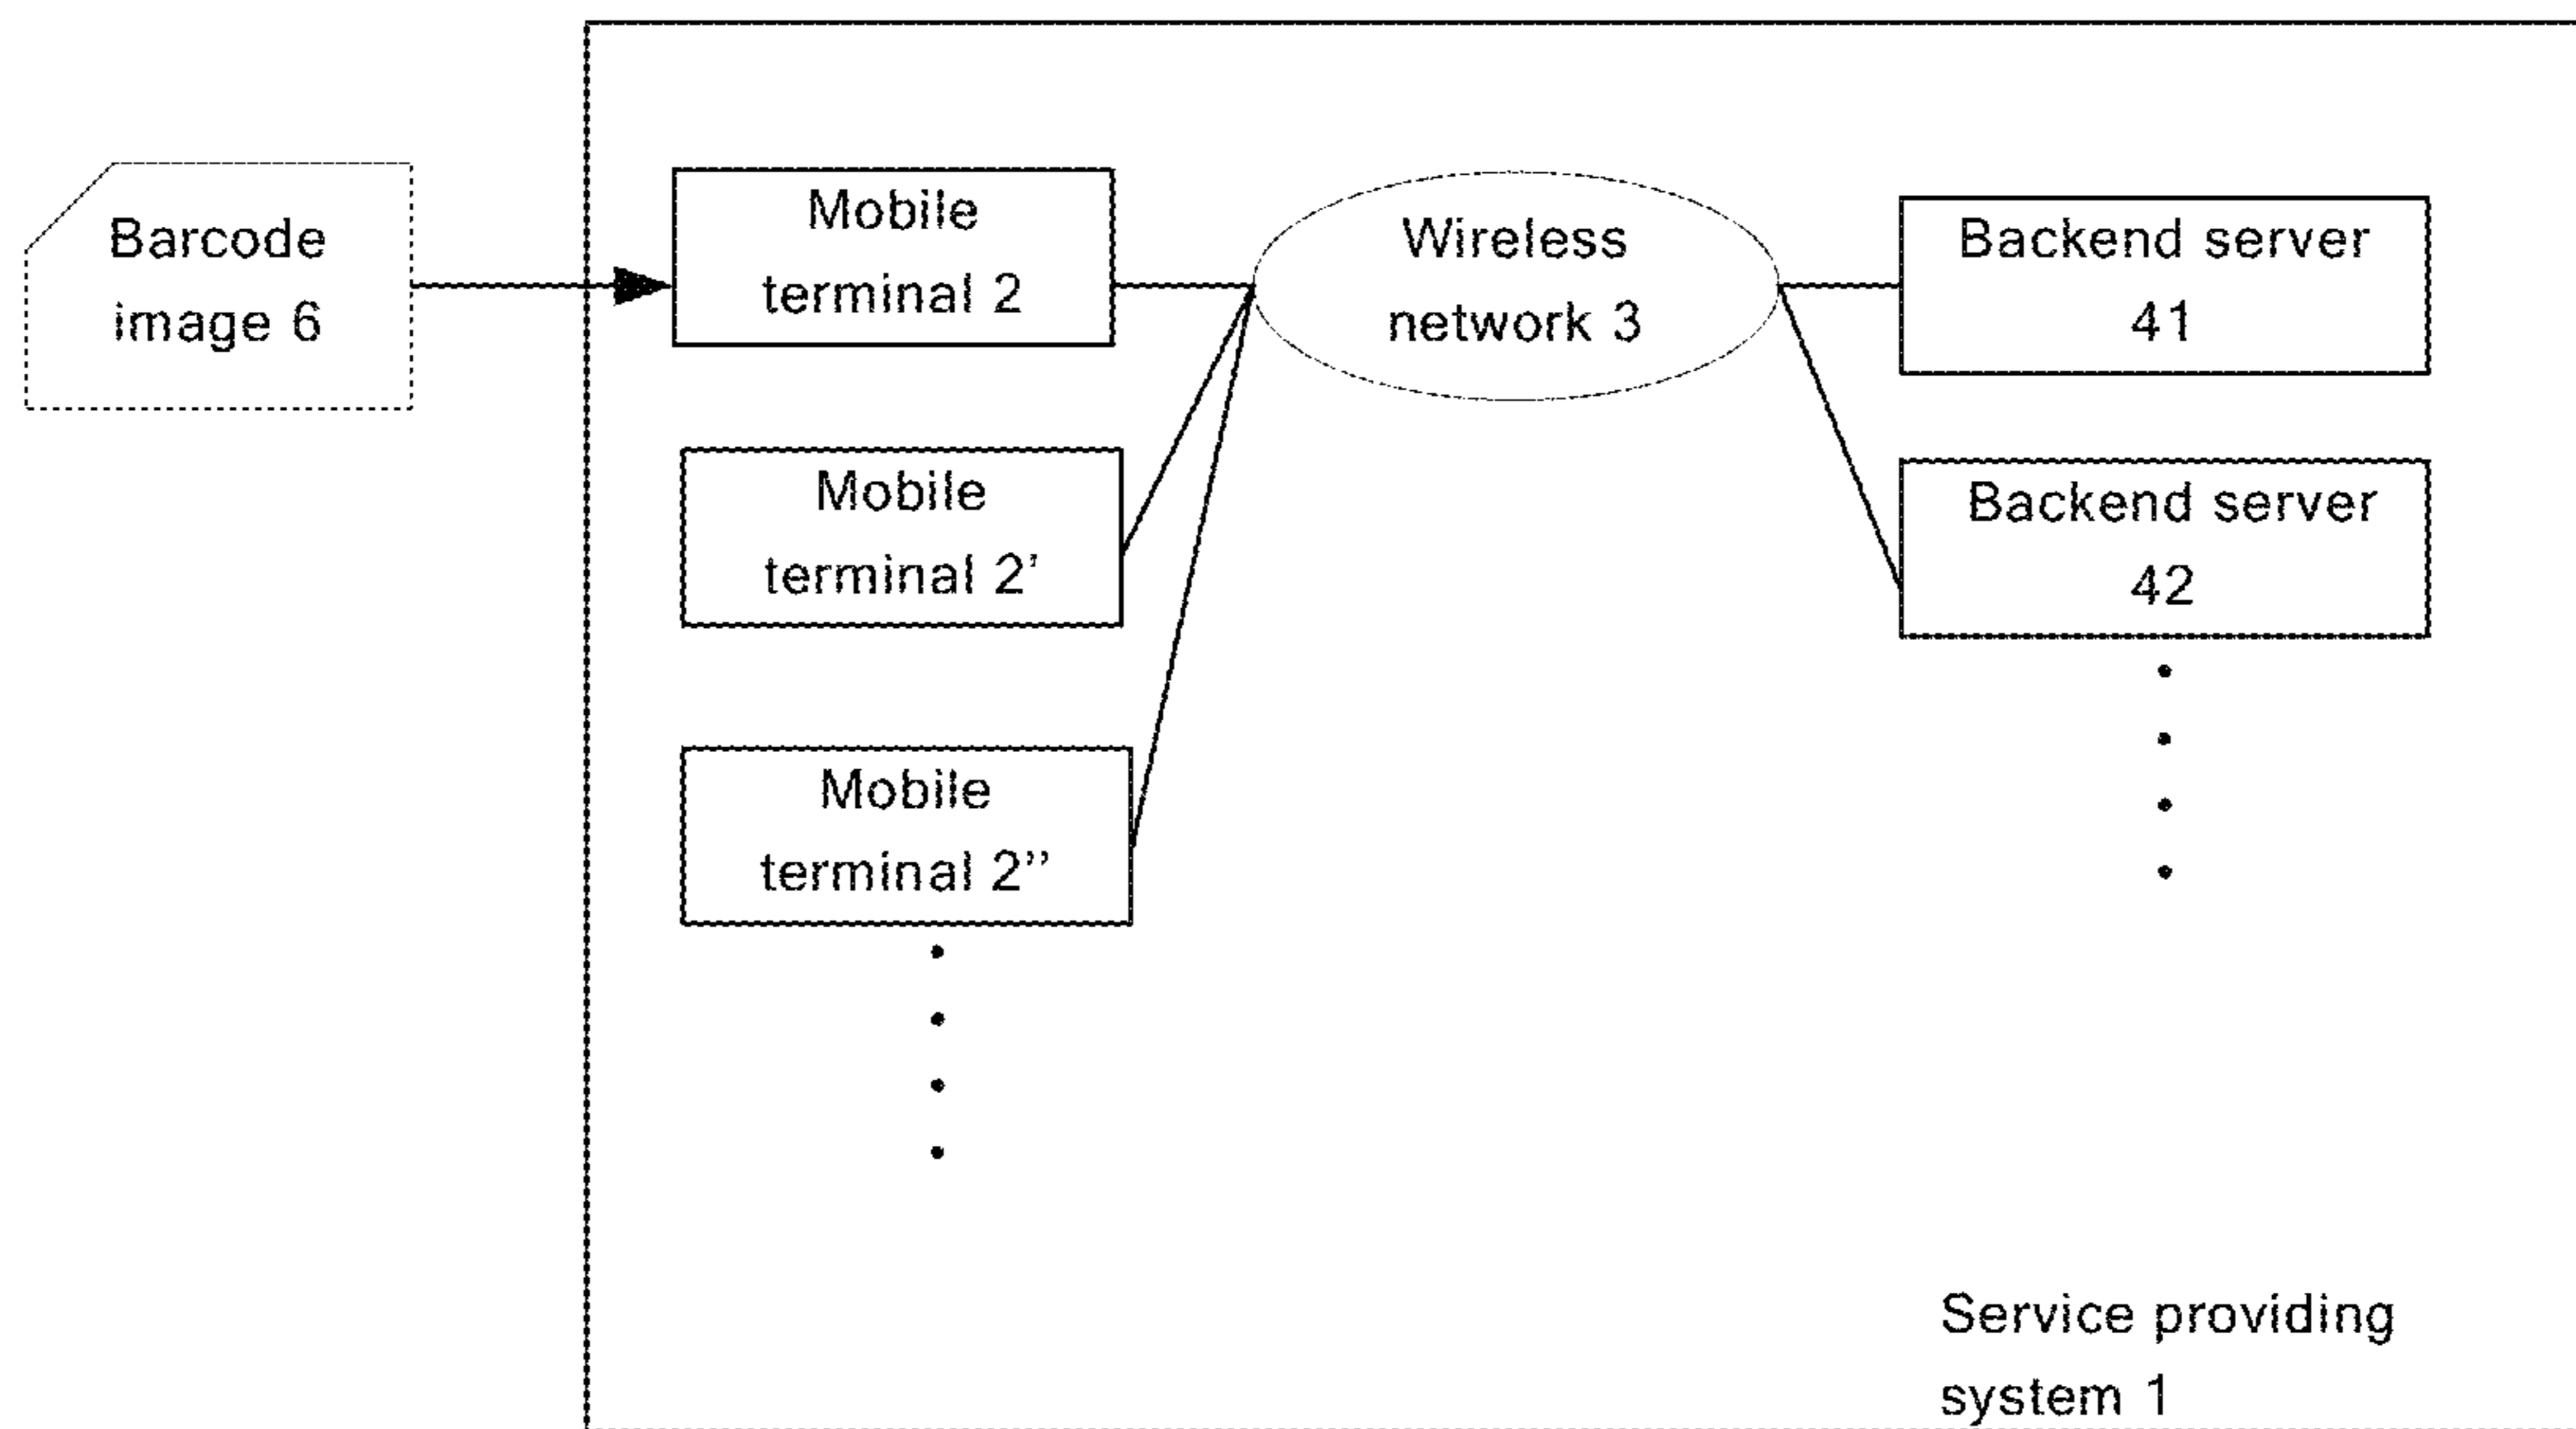 Barcode
image 6
Mobile
terminal 2
Wireless
network 3
Backend server
41
Mobile
terminal 2'
Backend server
42
Mobile
terminal 2''
Service providing
system 1